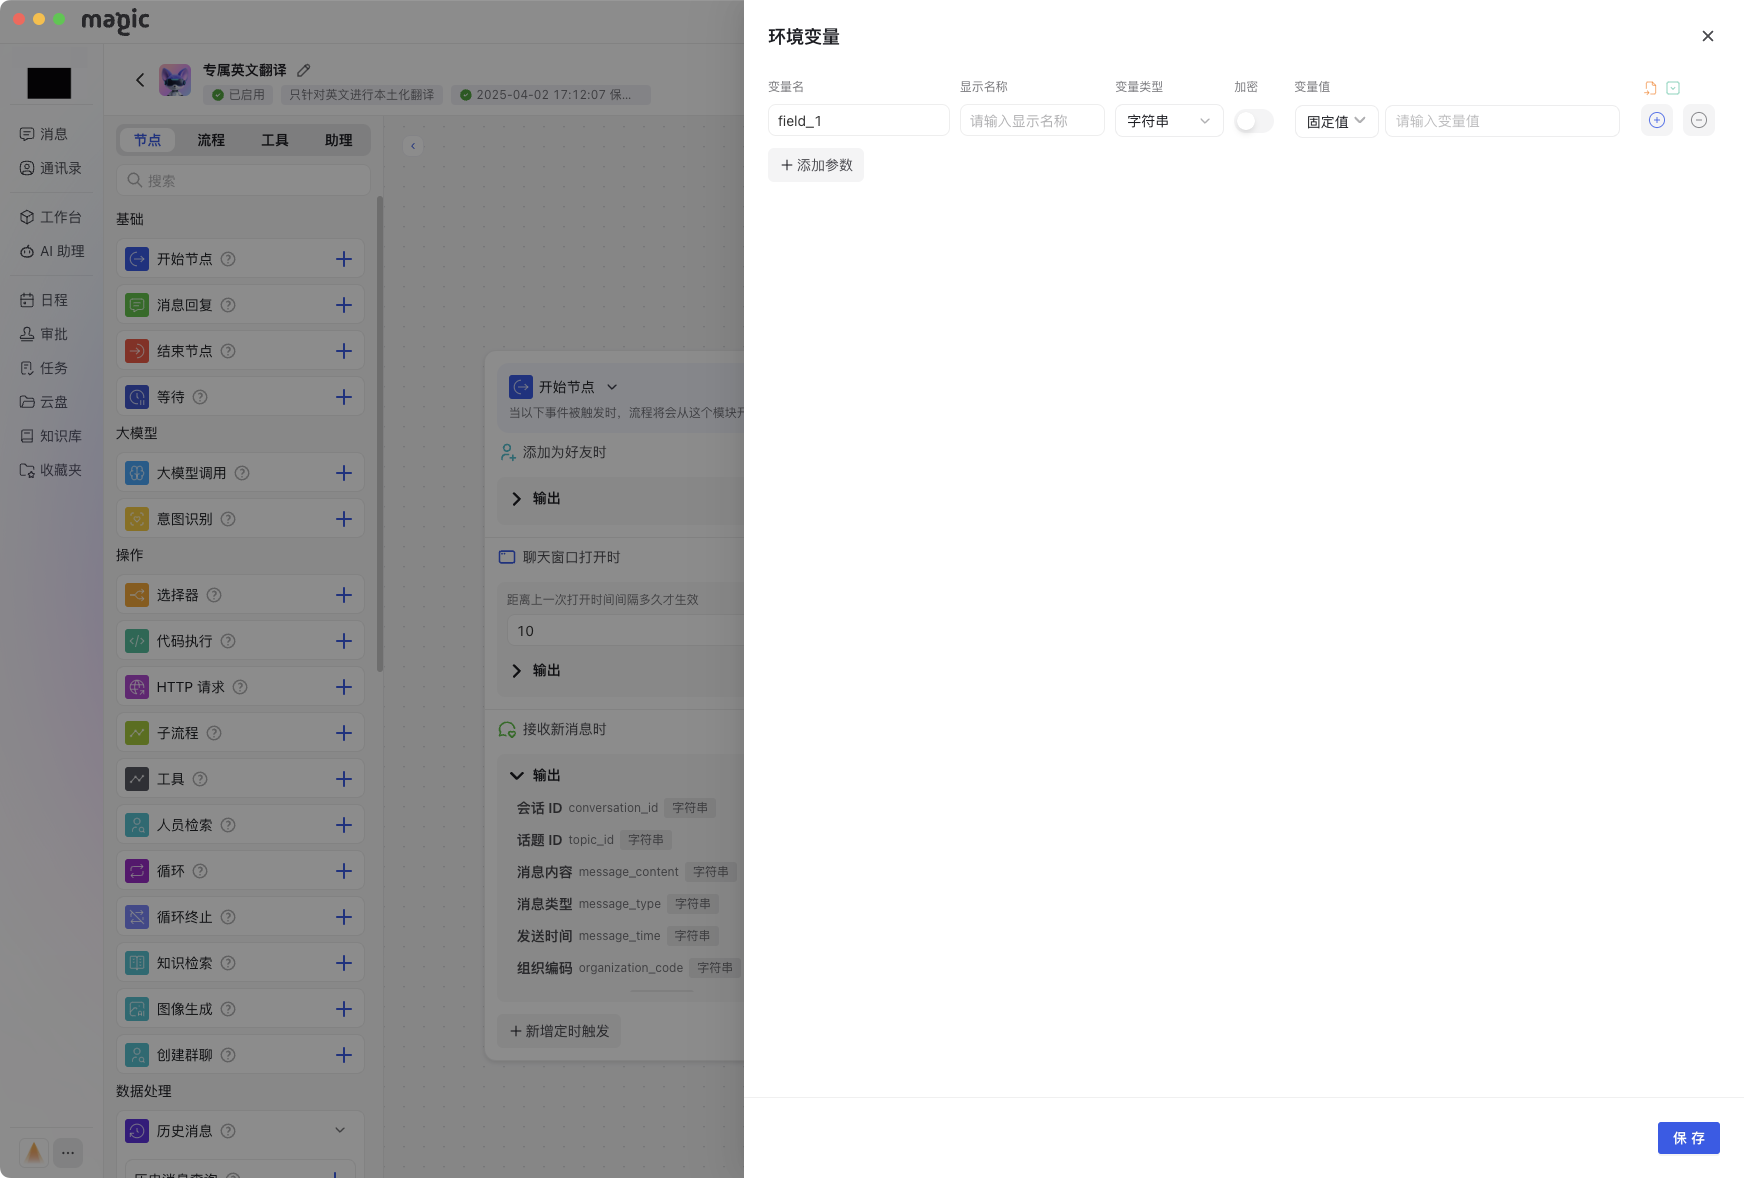 magic
专属英文翻译
已启用
只针对英文进行本土化翻译
2025-04-02 17:12:07 保...
消息
通讯录
工作台
AI 助理
日程
审批
任务
云盘
知识库
收藏夹
节点 流程 工具 助理
搜索
基础
开始节点
消息回复
结束节点
等待
大模型
大模型调用
意图识别
操作
选择器
代码执行
HTTP 请求
子流程
工具
人员检索
循环
循环终止
知识检索
图像生成
创建群聊
数据处理
历史消息
历史消息查询
开始节点
当以下事件被触发时，流程将会从这个模块开
添加为好友时
输出
聊天窗口打开时
距离上一次打开时间间隔多久才生效
10
输出
接收新消息时
输出
会话 ID conversation_id 字符串
话题 ID topic_id 字符串
消息内容 message_content 字符串
消息类型 message_type 字符串
发送时间 message_time 字符串
组织编码 organization_code 字符串
+ 新增定时触发
环境变量
变量名 显示名称 变量类型 加密 变量值
field_1 请输入显示名称 字符串 固定值 请输入变量值
+ 添加参数
保 存